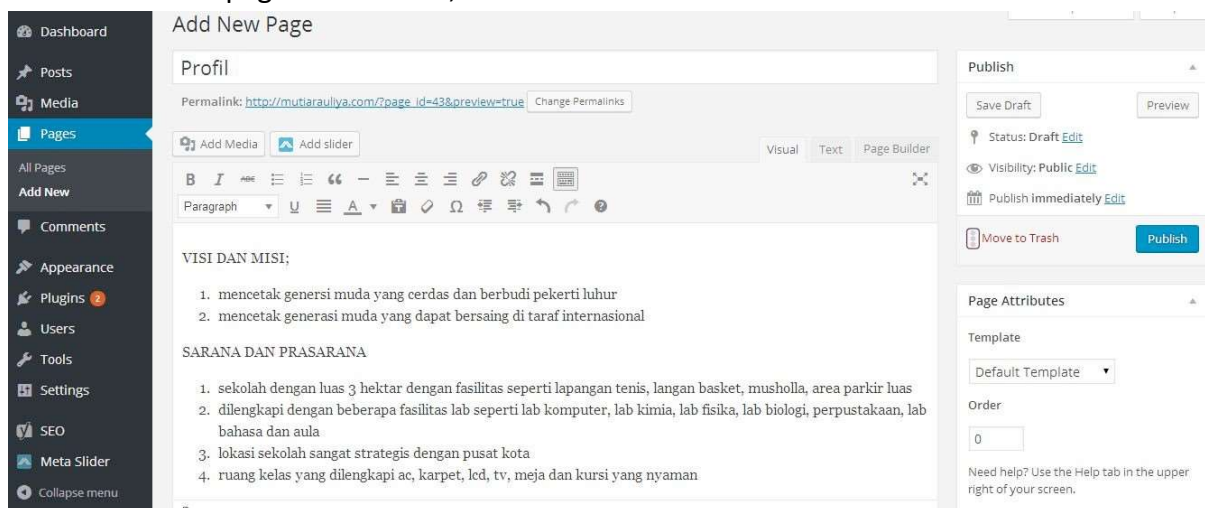 Dashboard
Posts
Media
Pages
All Pages
Add New
Comments
Appearance
Plugins 2
Users
Tools
Settings
SEO
Meta Slider
Collapse menu
Add New Page
Profil
Permalink: http://mutiarauliya.com/?page_id=43&preview=true Change Permalinks
Add Media Add slider
Visual Text Page Builder
B I ABC
Paragraph U A Ω
VISI DAN MISI;
1. mencetak genersi muda yang cerdas dan berbudi pekerti luhur
2. mencetak generasi muda yang dapat bersaing di taraf internasional
SARANA DAN PRASARANA
1. sekolah dengan luas 3 hektar dengan fasilitas seperti lapangan tenis, langan basket, musholla, area parkir luas
2. dilengkapi dengan beberapa fasilitas lab seperti lab komputer, lab kimia, lab fisika, lab biologi, perpustakaan, lab
bahasa dan aula
3. lokasi sekolah sangat strategis dengan pusat kota
4. ruang kelas yang dilengkapi ac, karpet, lcd, tv, meja dan kursi yang nyaman
Publish
Save Draft Preview
Status: Draft Edit
Visibility: Public Edit
Publish immediately Edit
Move to Trash Publish
Page Attributes
Template
Default Template
Order
0
Need help? Use the Help tab in the upper
right of your screen.